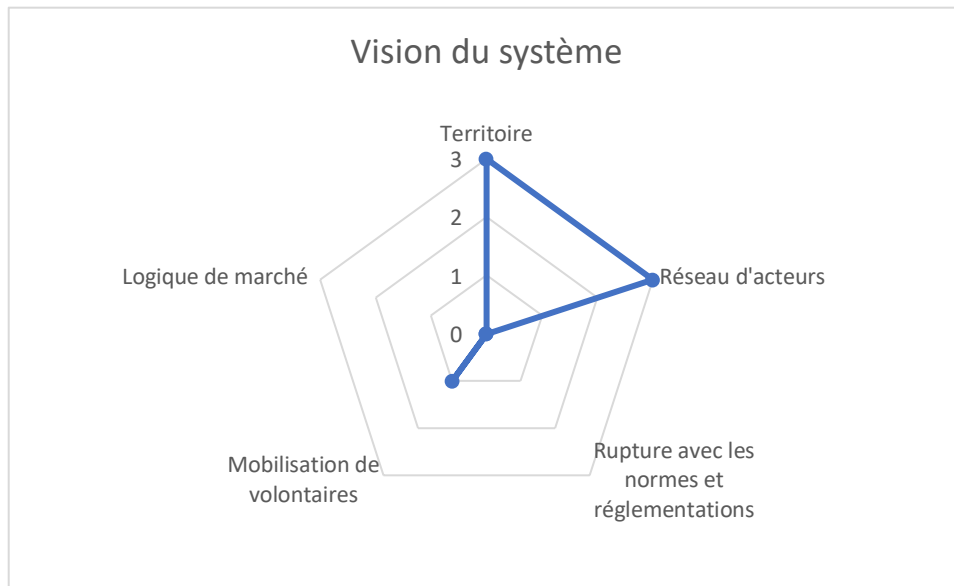 Vision du système
Territoire
3
2
1
0
Réseau d'acteurs
Rupture avec les
normes et
réglementations
Mobilisation de
volontaires
Logique de marché